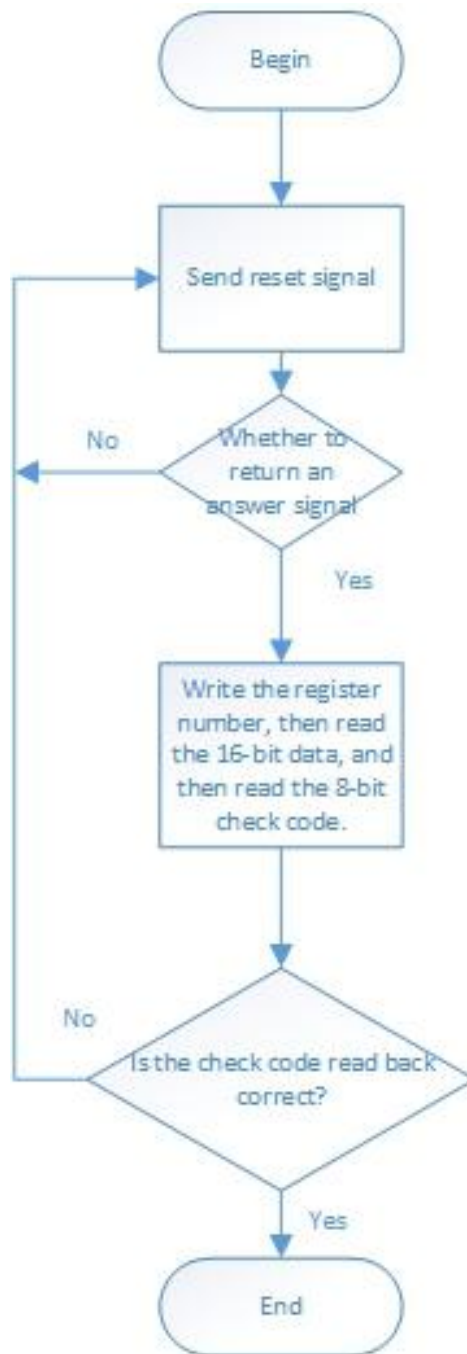 Begin
Send reset signal
No
Whether to
return an
answer signal
Yes
Write the register
number, then read
the 16-bit data, and
then read the 8-bit
check code.
No
Is the check code read back
correct?
Yes
End